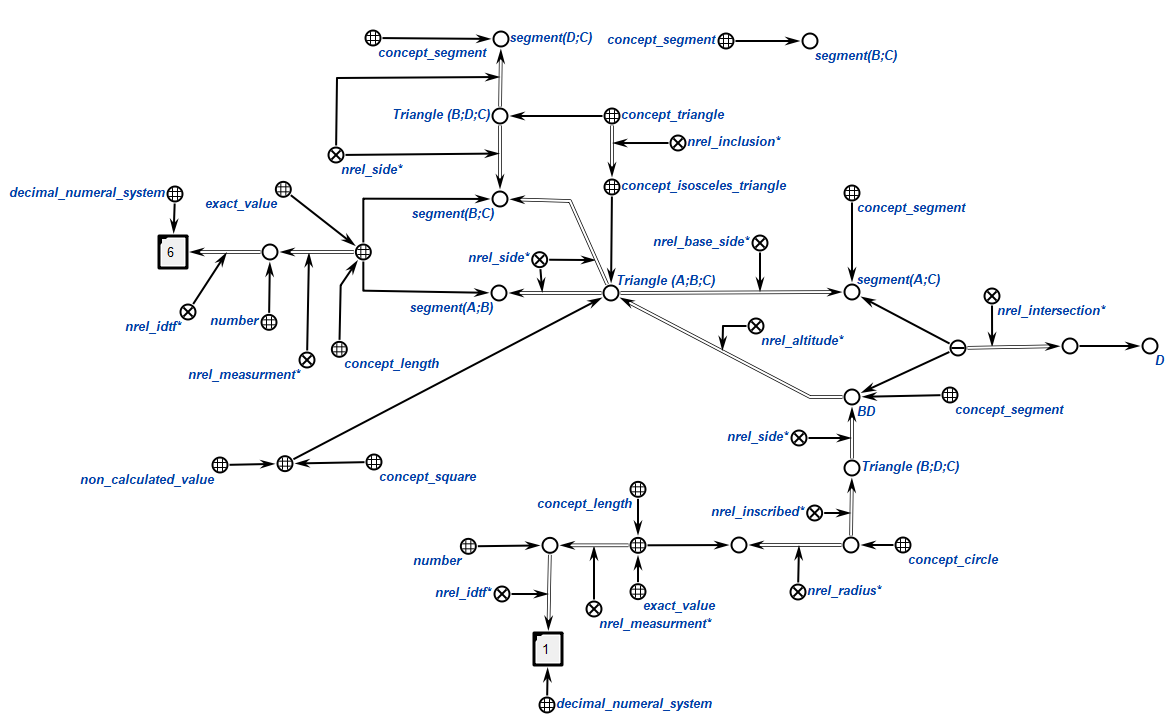 segment(D;C)
concept_segment
segment(B;C)
concept_segment
Triangle (B;D;C)
concept_triangle
nrel_inclusion*
nrel_side*
concept_isosceles_triangle
decimal_numeral_system
exact_value
segment(B;C)
concept_segment
6
nrel_side*
nrel_base_side*
Triangle (A;B;C)
segment(A;C)
segment(A;B)
nrel_idtf*
number
nrel_intersection*
nrel_altitude*
nrel_measurment*
concept_length
D
BD
concept_segment
nrel_side*
Triangle (B;D;C)
non_calculated_value
concept_square
concept_length
nrel_inscribed*
number
concept_circle
nrel_idtf*
exact_value
nrel_radius*
nrel_measurment*
1
decimal_numeral_system